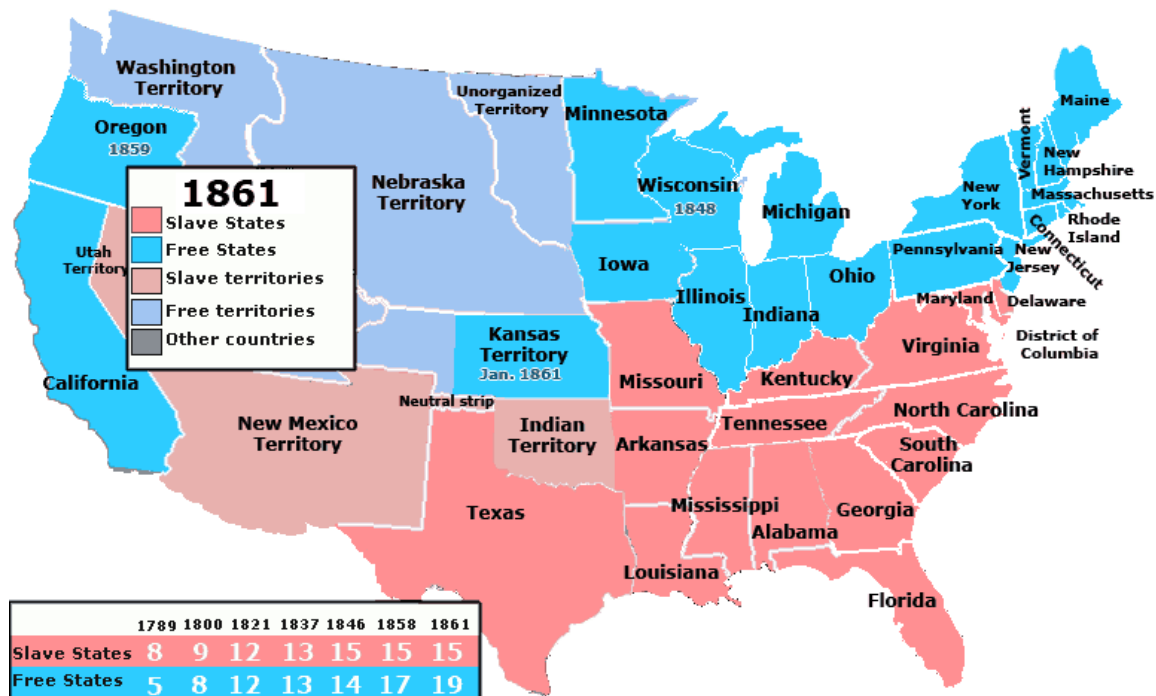 Washington
Territory
Unorganized
Territory
Minnesota
Maine
Oregon
1859
Vermont
New
Hampshire
Nebraska
Territory
Wisconsin
1848
Michigan
New
York
Massachusetts
Rhode
Island
Connecticut
1861
Slave States
Free States
Slave territories
Free territories
Other countries
Utah
Territory
Iowa
Illinois
Indiana
Ohio
Pennsylvania
New
Jersey
Maryland
Delaware
District of
Columbia
California
Kansas
Territory
Jan. 1861
Missouri
Kentucky
Virginia
Neutral strip
New Mexico
Territory
Indian
Territory
Arkansas
Tennessee
North Carolina
South
Carolina
Texas
Mississippi
Alabama
Georgia
Louisiana
Florida
1789 1800 1821 1837 1846 1858 1861
Slave States 8 9 12 13 15 15 15
Free States 5 8 12 13 14 17 19